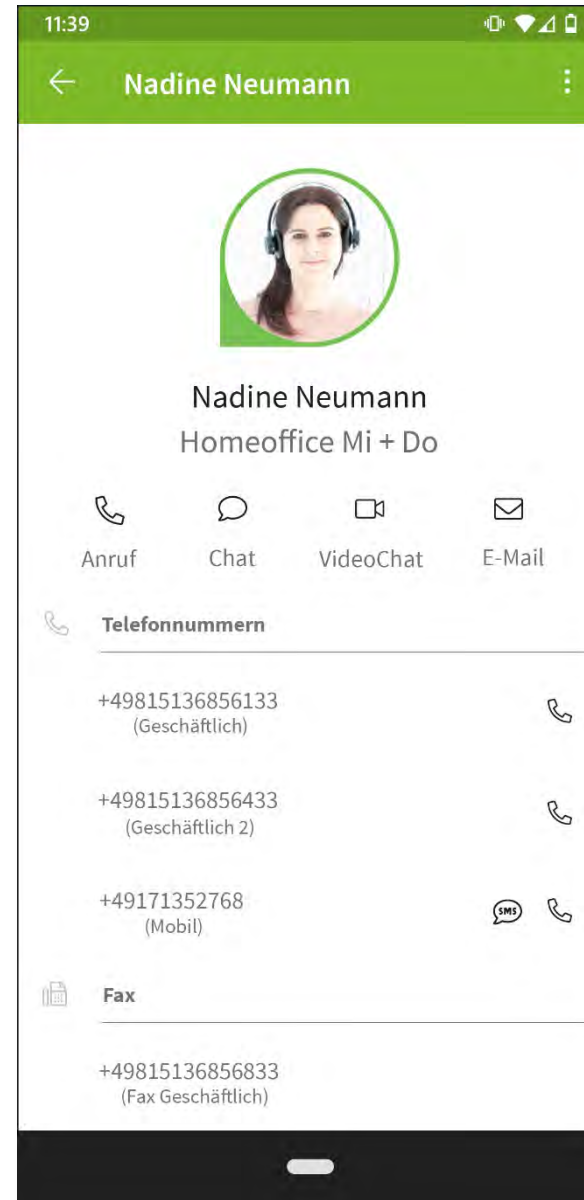 11:39
Nadine Neumann
Nadine Neumann
Homeoffice Mi + Do
Anruf Chat VideoChat E-Mail
Telefonnummern
+49815136856133
(Geschäftlich)
+49815136856433
(Geschäftlich 2)
+49171352768
(Mobil)
SMS
Fax
+49815136856833
(Fax Geschäftlich)